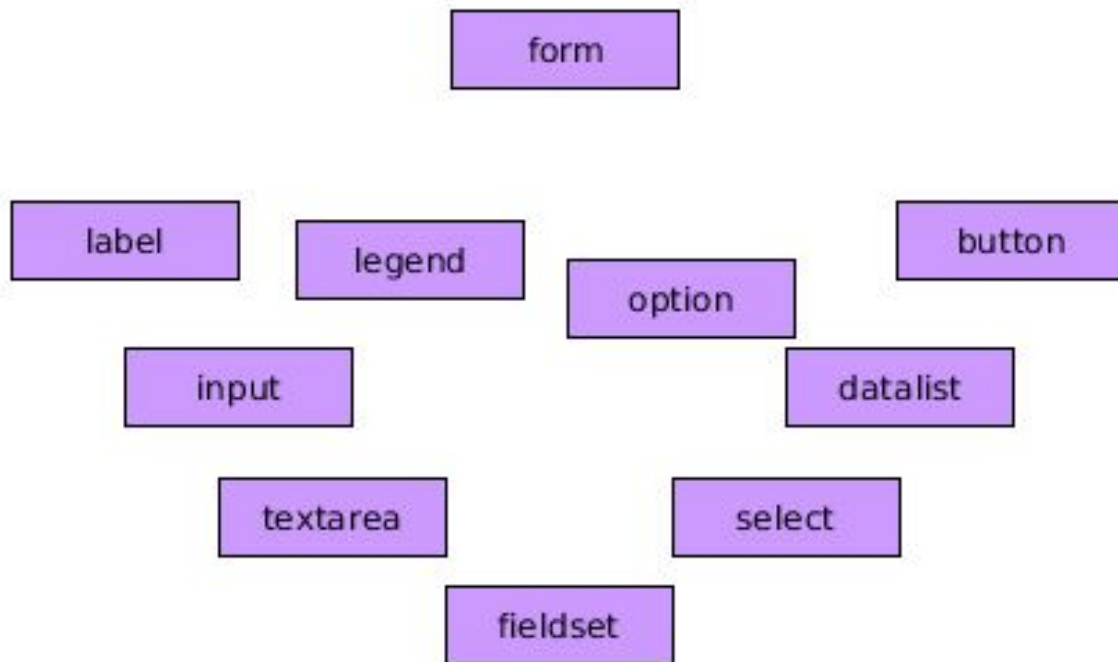 form
label
legend
option
button
input
datalist
textarea
select
fieldset